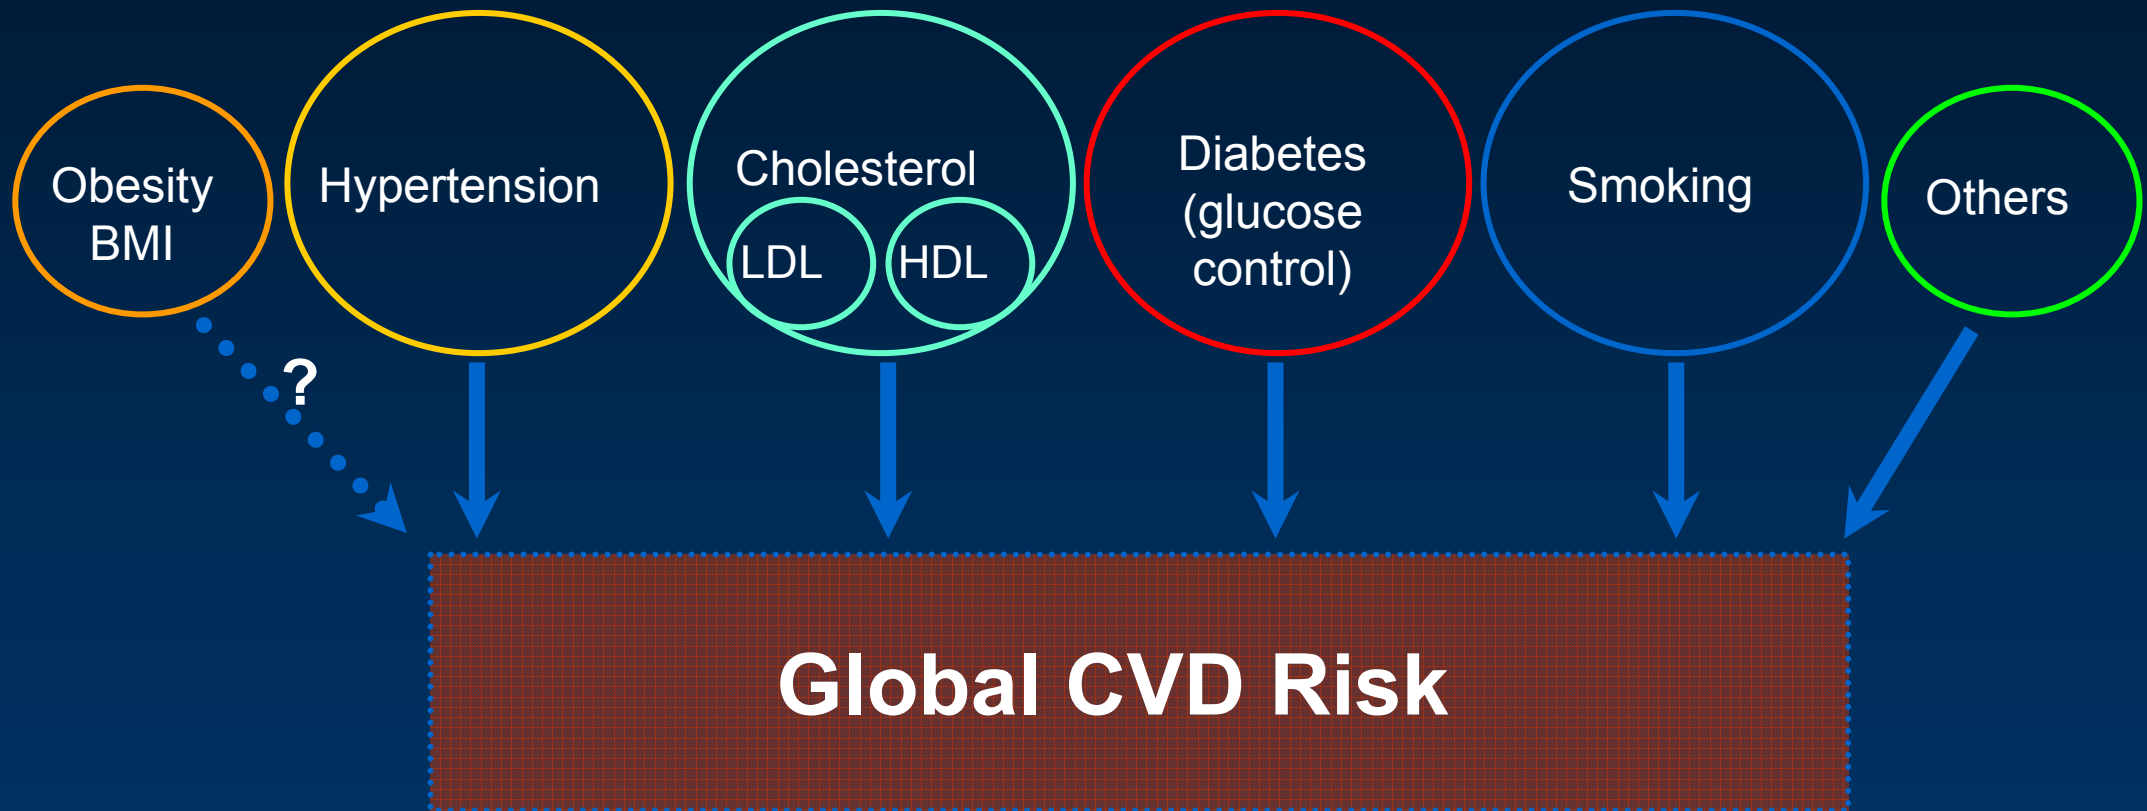 Obesity
BMI
Hypertension
Cholesterol
LDL
HDL
Diabetes
(glucose
control)
Smoking
Others
?
Global CVD Risk